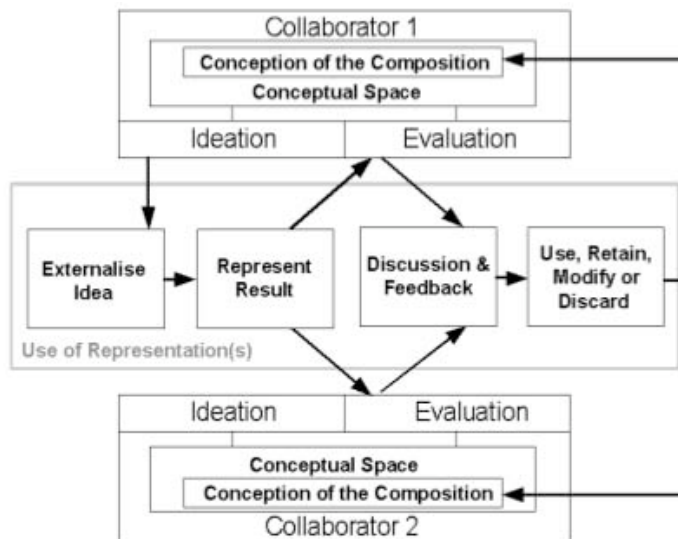 Collaborator 1
Conception of the Composition
Conceptual Space
Ideation
Evaluation
Externalise
Idea
Represent
Result
Discussion &
Feedback
Use, Retain,
Modify or
Discard
Use of Representation(s)
Ideation
Evaluation
Conceptual Space
Conception of the Composition
Collaborator 2